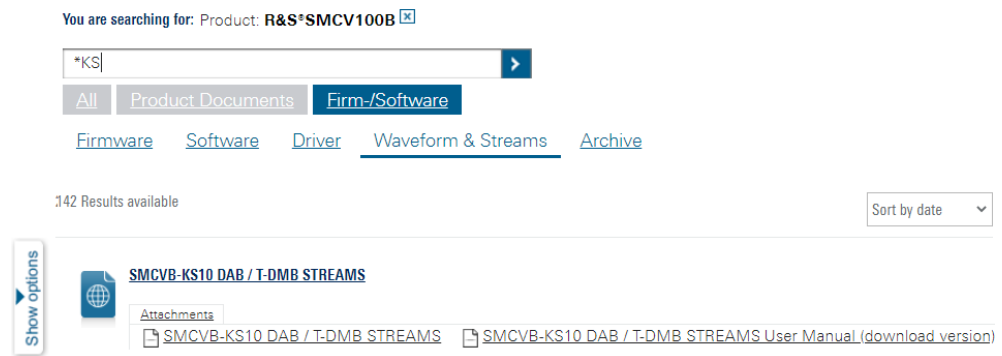 You are searching for: Product: R&S®SMCV100B
*KS
All Product Documents Firm-/Software
Firmware Software Driver Waveform & Streams Archive
142 Results available
Sort by date
Show options
SMCVB-KS10 DAB / T-DMB STREAMS
Attachments
SMCVB-KS10 DAB / T-DMB STREAMS SMCVB-KS10 DAB / T-DMB STREAMS User Manual (download version)